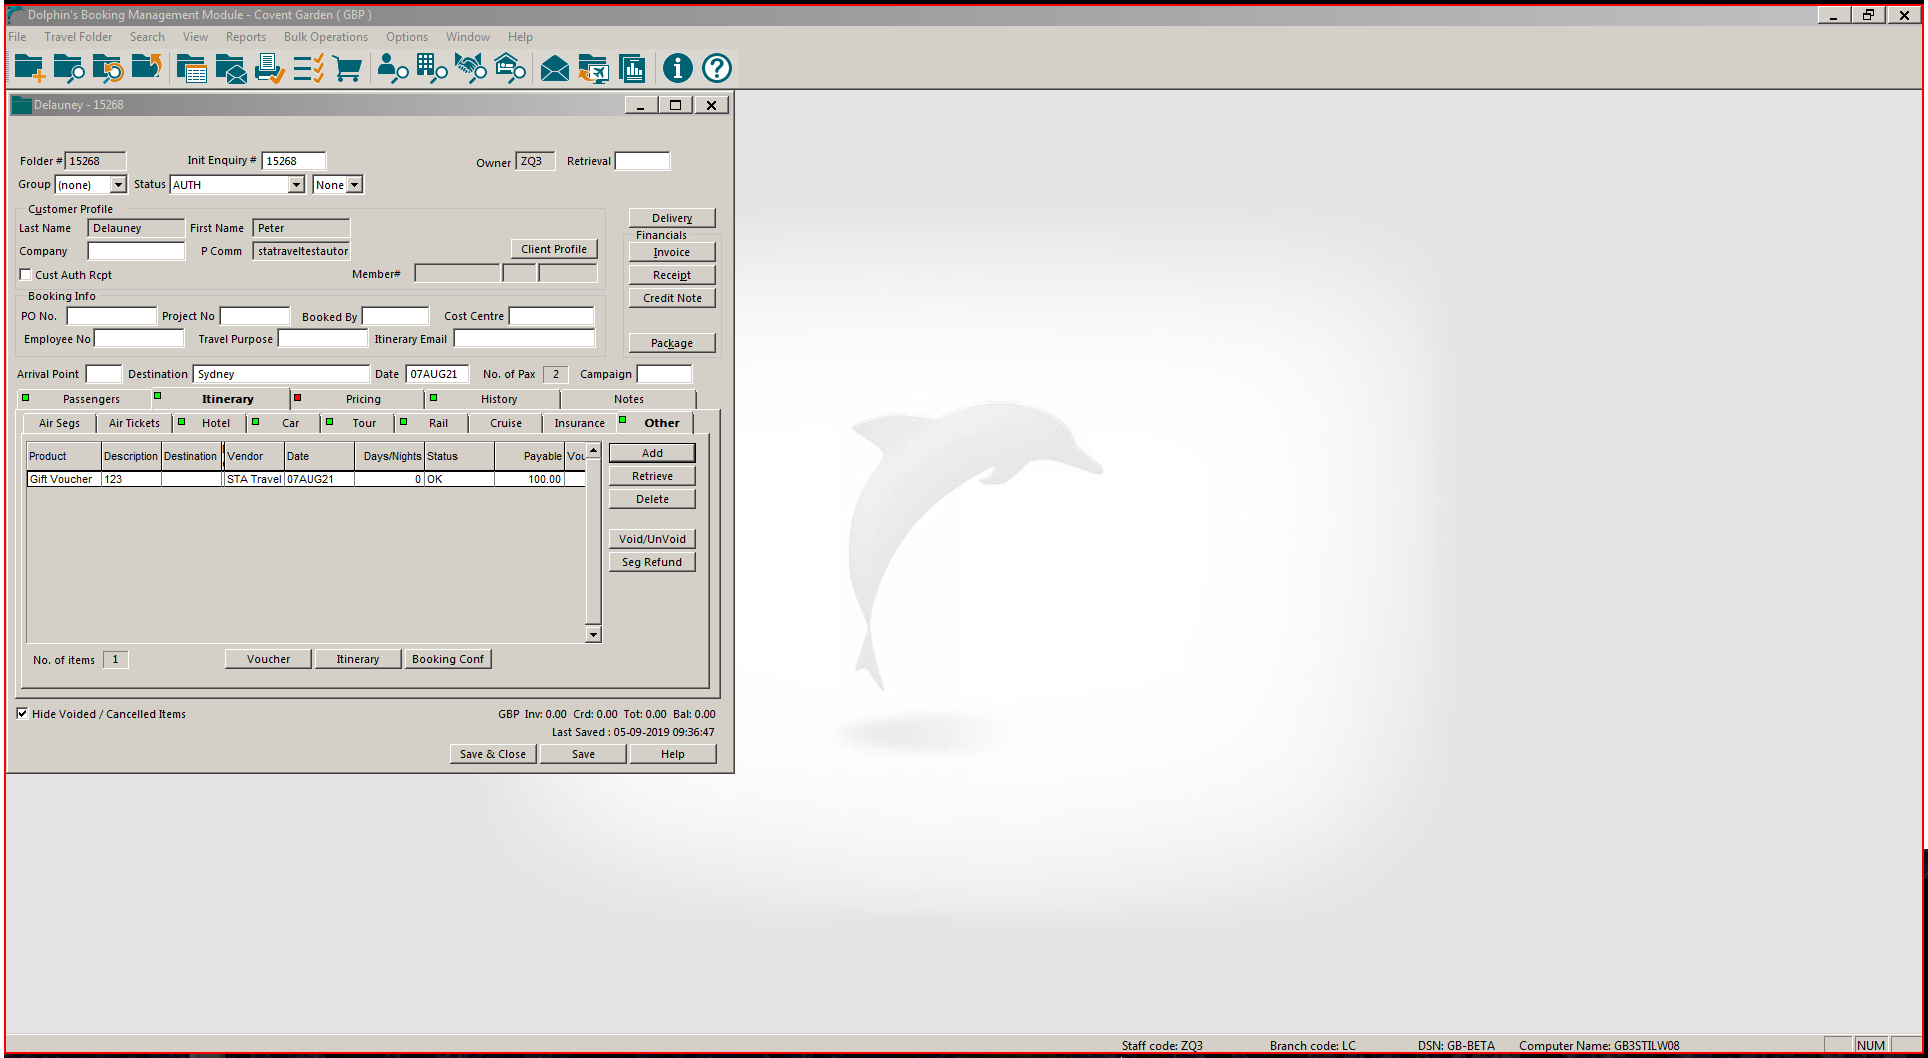 Dolphin's Booking Management Module - Covent Garden ( GBP )
File Travel Folder Search View Reports Bulk Operations Options Window Help
Delauney - 15268
Folder # 15268 Init Enquiry # 15268 Owner ZQ3 Retrieval
Group (none) Status AUTH None
Customer Profile
Last Name Delauney First Name Peter
Company P Comm statraveltestautor
Client Profile
Cust Auth Rcpt Member#
Delivery
Financials
Invoice
Receipt
Credit Note
Package
Booking Info
PO No. Project No Booked By Cost Centre
Employee No Travel Purpose Itinerary Email
Arrival Point Destination Sydney Date 07AUG21 No. of Pax 2 Campaign
Passengers Itinerary Pricing History Notes
Air Segs Air Tickets Hotel Car Tour Rail Cruise Insurance Other
Product Description Destination Vendor Date Days/Nights Status Payable Vou
Gift Voucher 123 STA Travel 07AUG21 0 OK 100.00
Add
Retrieve
Delete
Void/UnVoid
Seg Refund
No. of items 1 Voucher Itinerary Booking Conf
Hide Voided / Cancelled Items GBP Inv: 0.00 Crd: 0.00 Tot: 0.00 Bal: 0.00
Last Saved : 05-09-2019 09:36:47
Save & Close Save Help
Staff code: ZQ3 Branch code: LC DSN: GB-BETA Computer Name: GB3STILW08 NUM